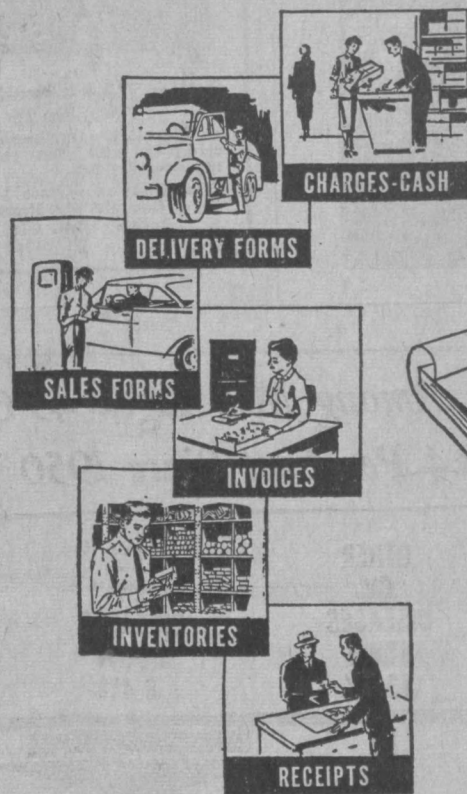 CHARGES-CASH
DELIVERY FORMS
SALES FORMS
INVOICES
INVENTORIES
RECEIPTS